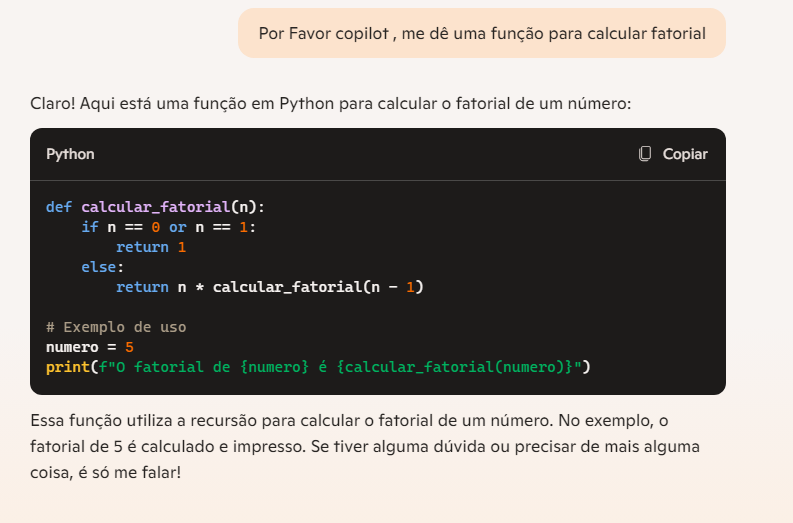 Por Favor copilot , me dê uma função para calcular fatorial
Claro! Aqui está uma função em Python para calcular o fatorial de um número:
Python
Copiar
def calcular_fatorial(n):
    if n == 0 or n == 1:
        return 1
    else:
        return n * calcular_fatorial(n - 1)
# Exemplo de uso
numero = 5
print(f"O fatorial de {numero} é {calcular_fatorial(numero)}")
Essa função utiliza a recursão para calcular o fatorial de um número. No exemplo, o
fatorial de 5 é calculado e impresso. Se tiver alguma dúvida ou precisar de mais alguma
coisa, é só me falar!